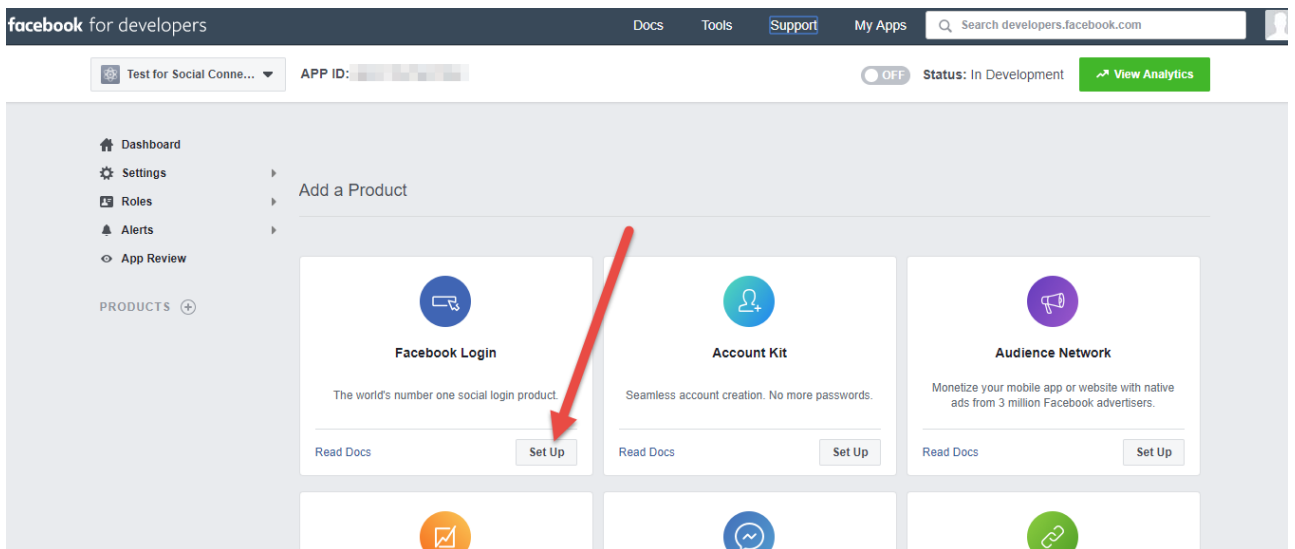 facebook for developers Docs Tools Support My Apps Search developers.facebook.com
Test for Social Conne... APP ID: OFF Status: In Development View Analytics
Dashboard
Settings
Roles
Alerts
App Review
PRODUCTS
Add a Product
Facebook Login
The world's number one social login product.
Read Docs Set Up
Account Kit
Seamless account creation. No more passwords.
Read Docs Set Up
Audience Network
Monetize your mobile app or website with native
ads from 3 million Facebook advertisers.
Read Docs Set Up